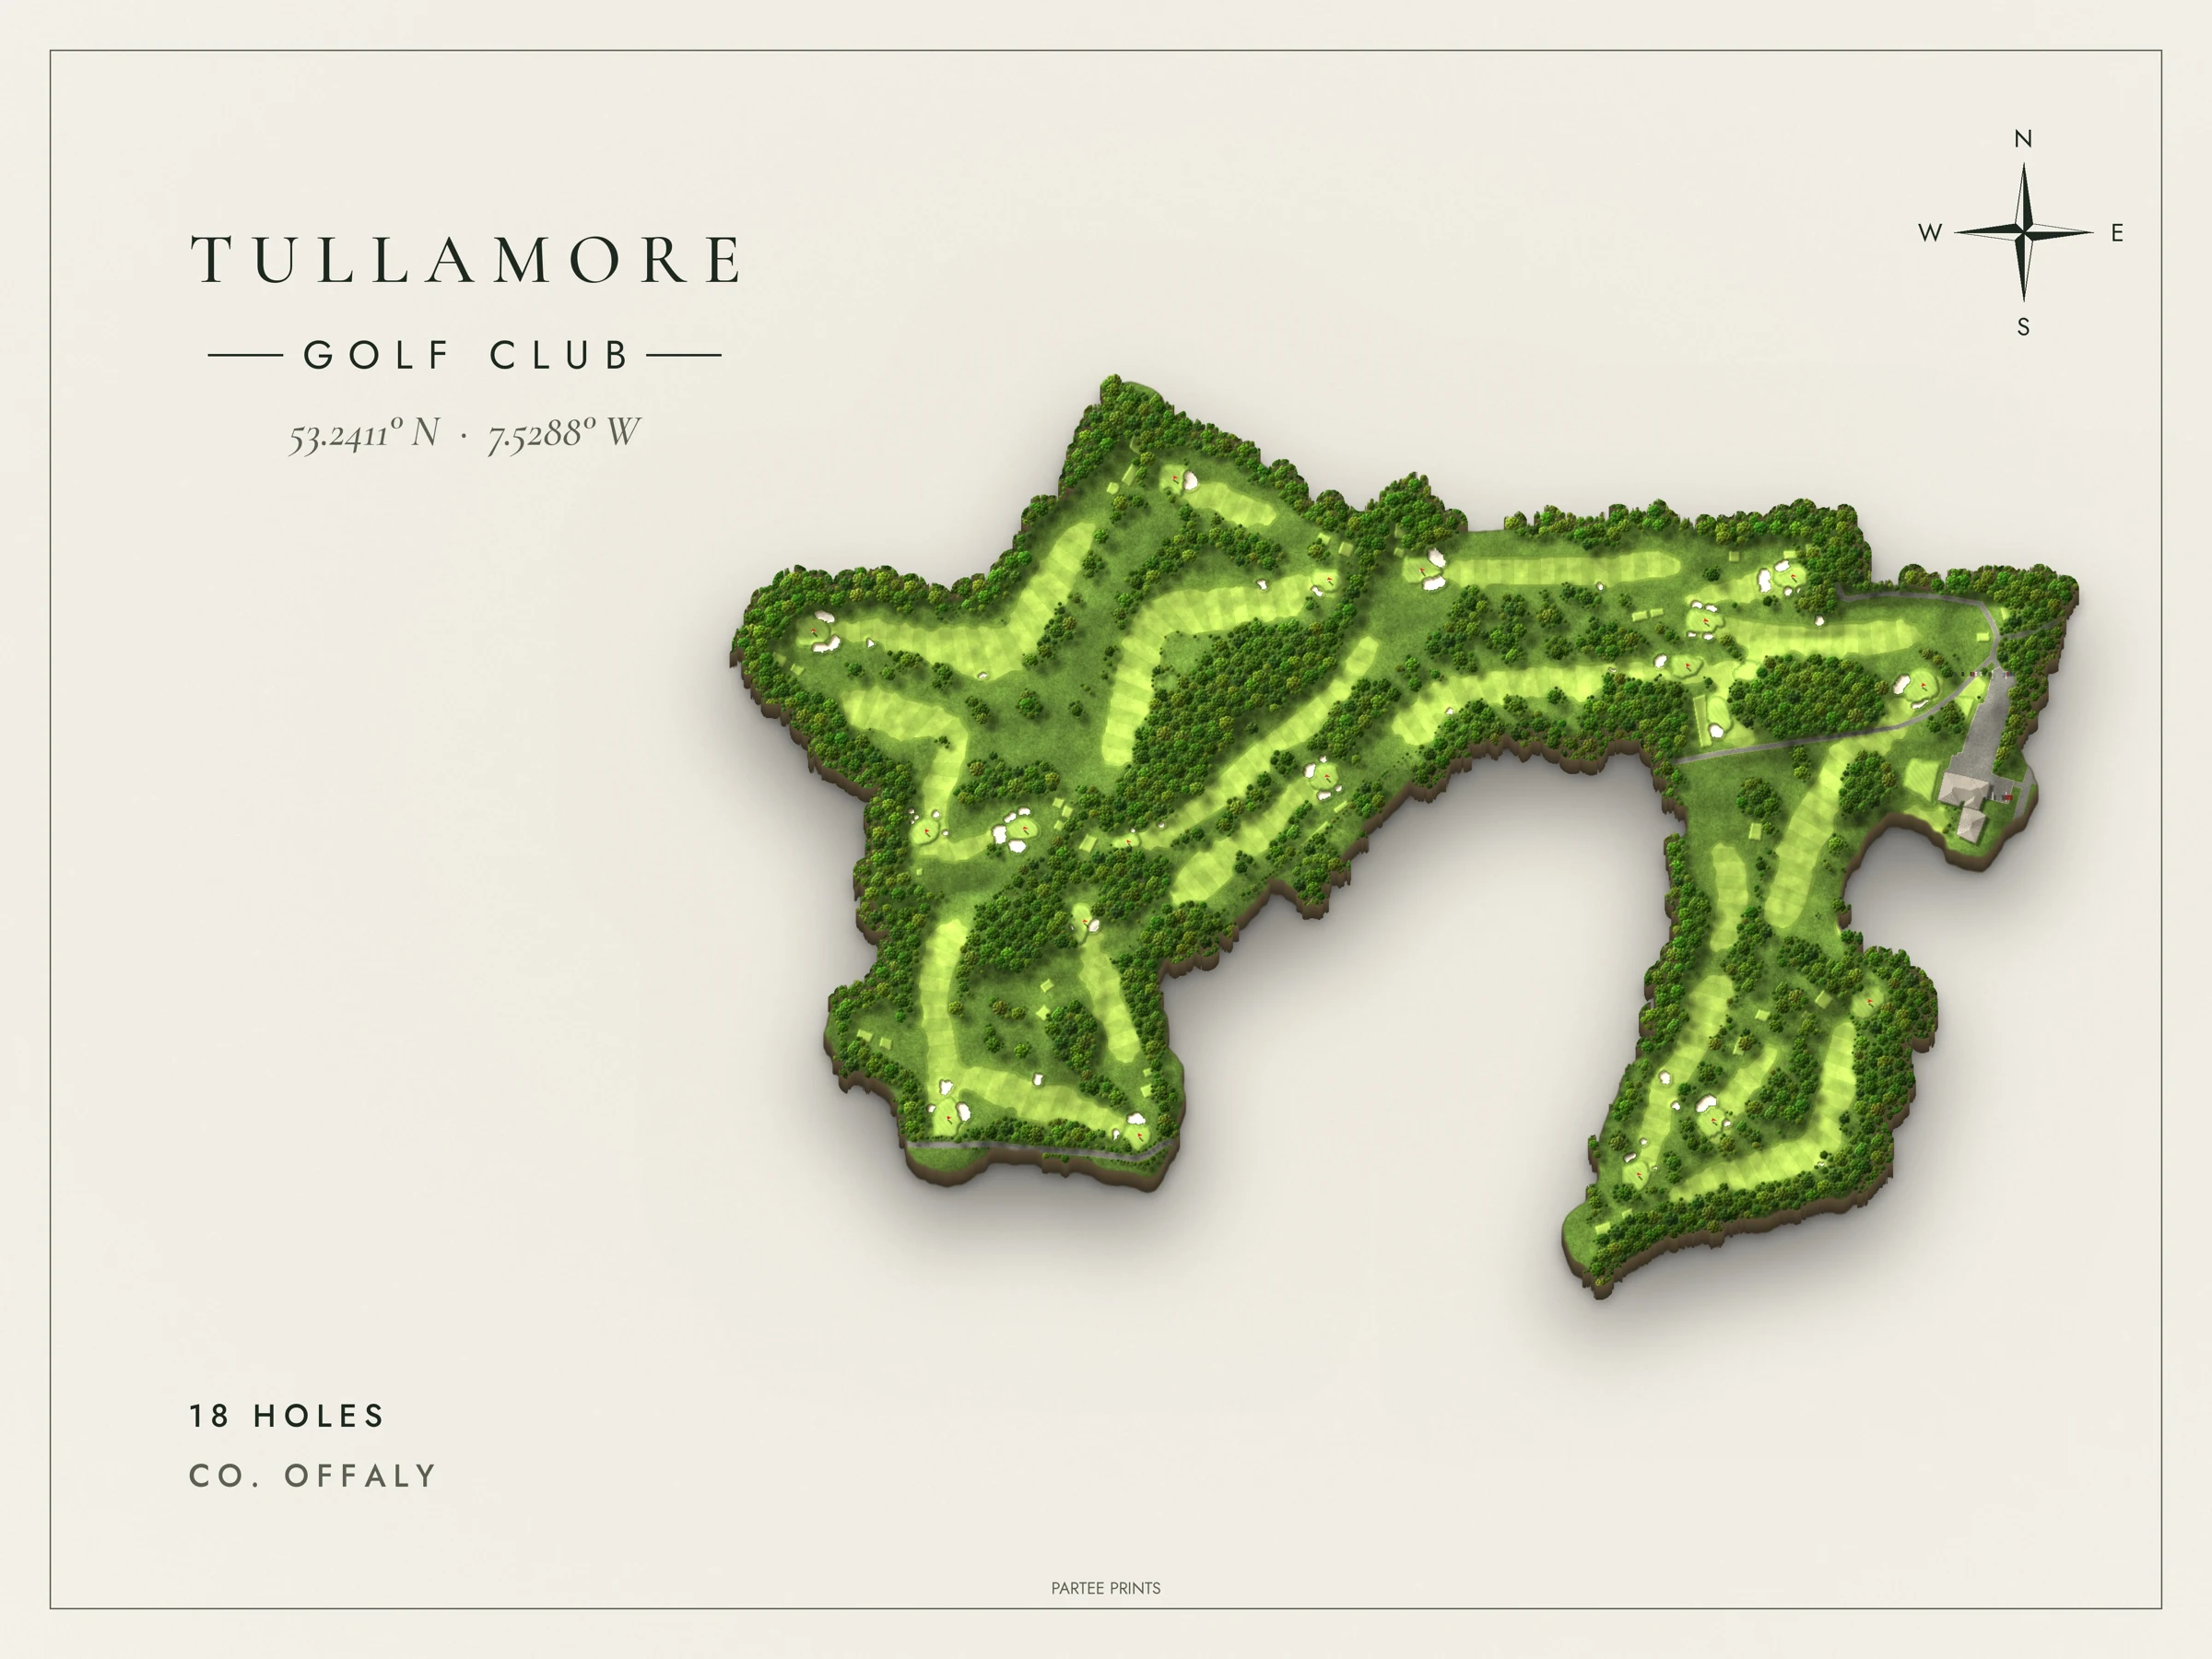 TULLAMORE
GOLF CLUB
53.2411° N · 7.5288° W
N
W E
S
18 HOLES
CO. OFFALY
PARTEE PRINTS